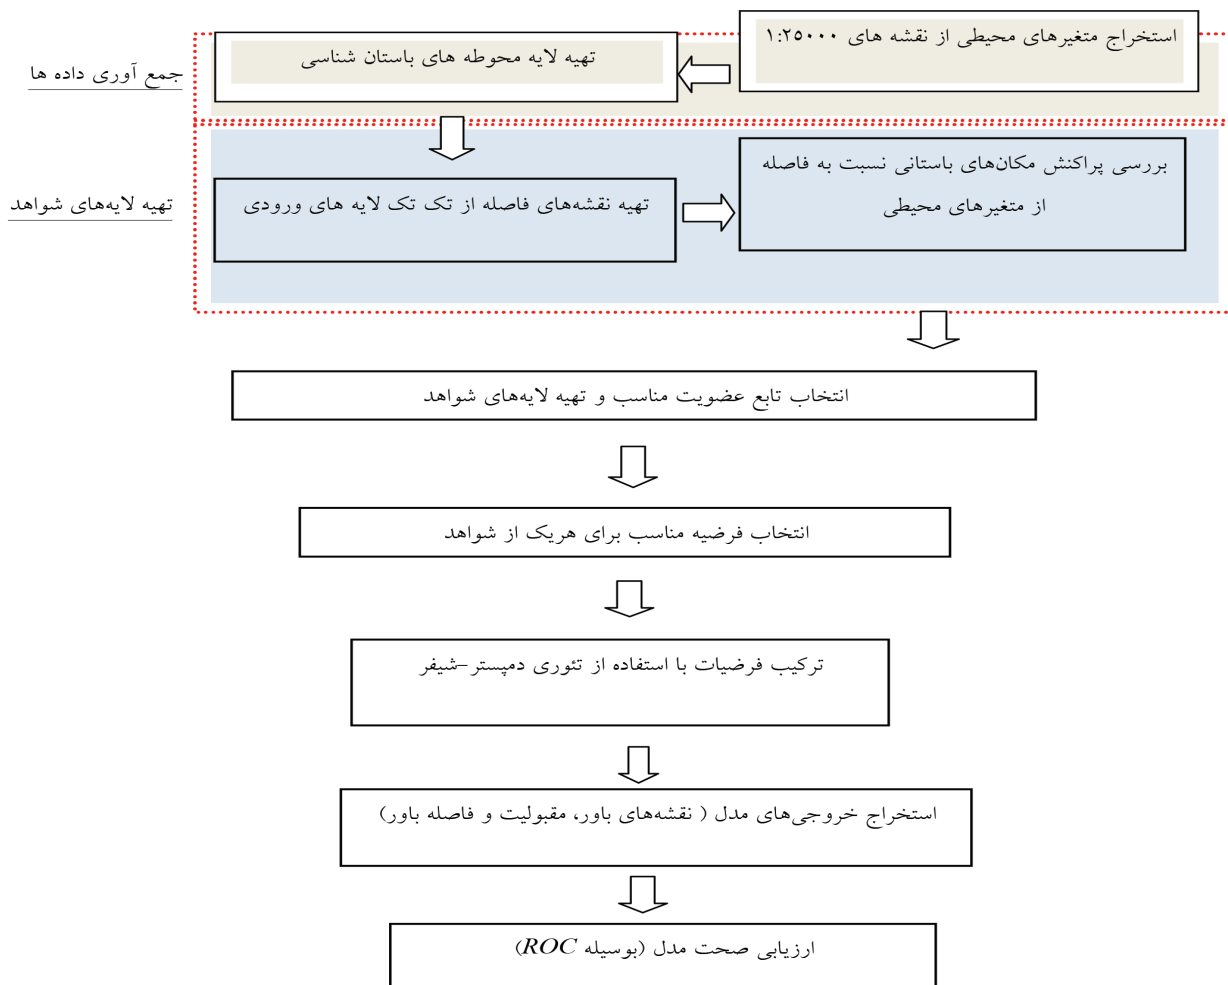 استخراج متغیرهای محیطی از نقشه های ۱:۲۵۰۰۰
تهیه لایه محوطه های باستان شناسی
جمع آوری داده ها
بررسی پراکنش مکان‌های باستانی نسبت به فاصله
از متغیرهای محیطی
تهیه نقشه‌های فاصله از تک تک لایه های ورودی
تهیه لایه‌های شواهد
انتخاب تابع عضویت مناسب و تهیه لایه‌های شواهد
انتخاب فرضیه مناسب برای هریک از شواهد
ترکیب فرضیات با استفاده از تئوری دمپستر–شیفر
استخراج خروجی‌های مدل ( نقشه‌های باور، مقبولیت و فاصله باور)
ارزیابی صحت مدل (بوسیله ROC)